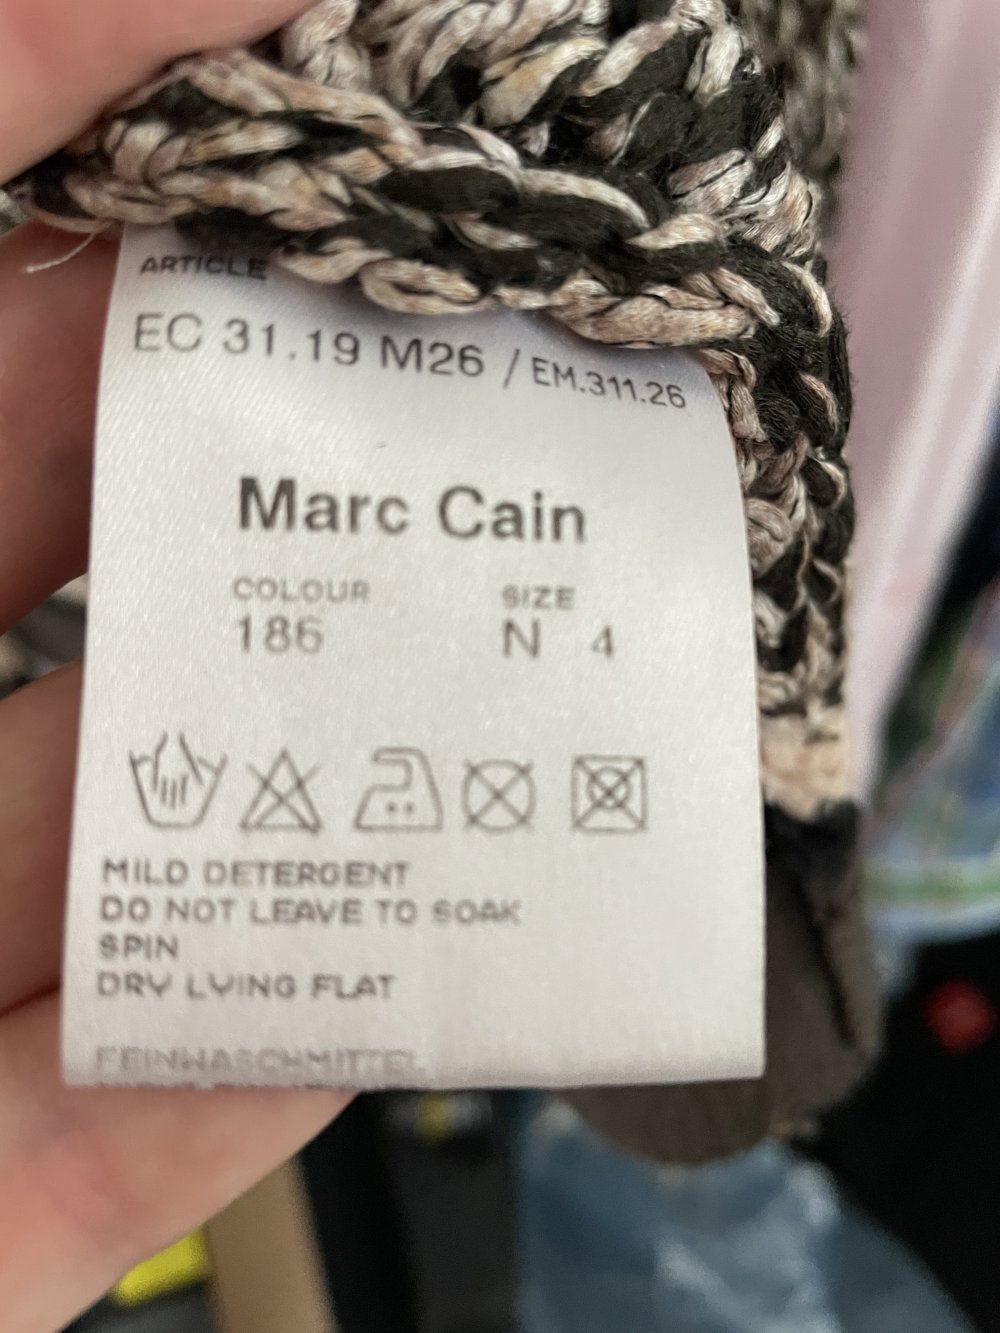 ARTICLE
EC 31.19 M26 / EM.311.26
Marc Cain
COLOUR SIZE
186 N 4
MILD DETERGENT
DO NOT LEAVE TO SOAK
SPIN
DRY LYING FLAT
FEINWASCHMITTEL